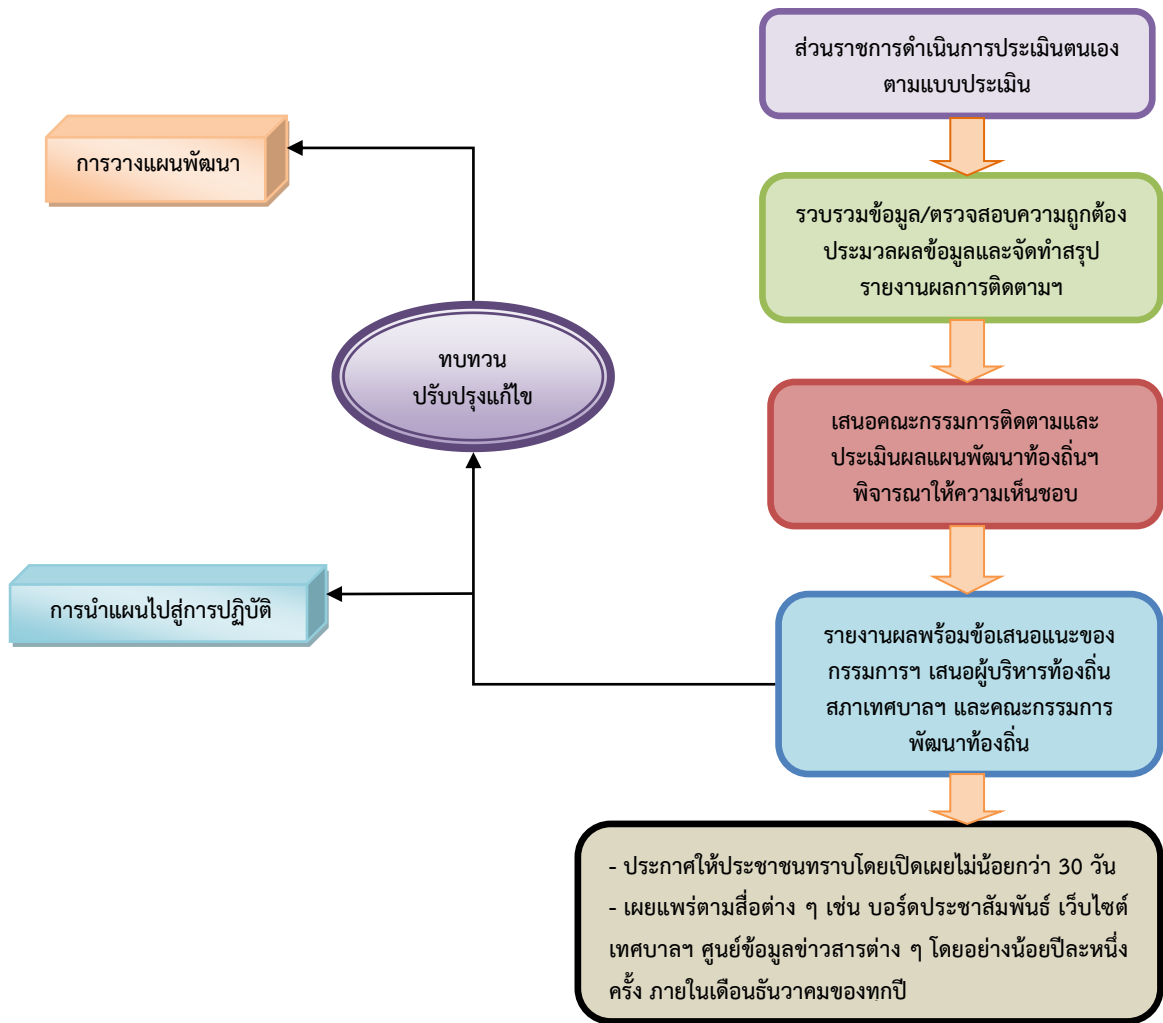 ส่วนราชการดำเนินการประเมินตนเอง
ตามแบบประเมิน
การวางแผนพัฒนา
รวบรวมข้อมูล/ตรวจสอบความถูกต้อง
ประมวลผลข้อมูลและจัดทำสรุป
รายงานผลการติดตามฯ
ทบทวน
ปรับปรุงแก้ไข
เสนอคณะกรรมการติดตามและ
ประเมินผลแผนพัฒนาท้องถิ่นฯ
พิจารณาให้ความเห็นชอบ
การนำแผนไปสู่การปฏิบัติ
รายงานผลพร้อมข้อเสนอแนะของ
กรรมการฯ เสนอผู้บริหารท้องถิ่น
สภาเทศบาลฯ และคณะกรรมการ
พัฒนาท้องถิ่น
- ประกาศให้ประชาชนทราบโดยเปิดเผยไม่น้อยกว่า 30 วัน
- เผยแพร่ตามสื่อต่าง ๆ เช่น บอร์ดประชาสัมพันธ์ เว็บไซต์
เทศบาลฯ ศูนย์ข้อมูลข่าวสารต่าง ๆ โดยอย่างน้อยปีละหนึ่ง
ครั้ง ภายในเดือนธันวาคมของทุกปี